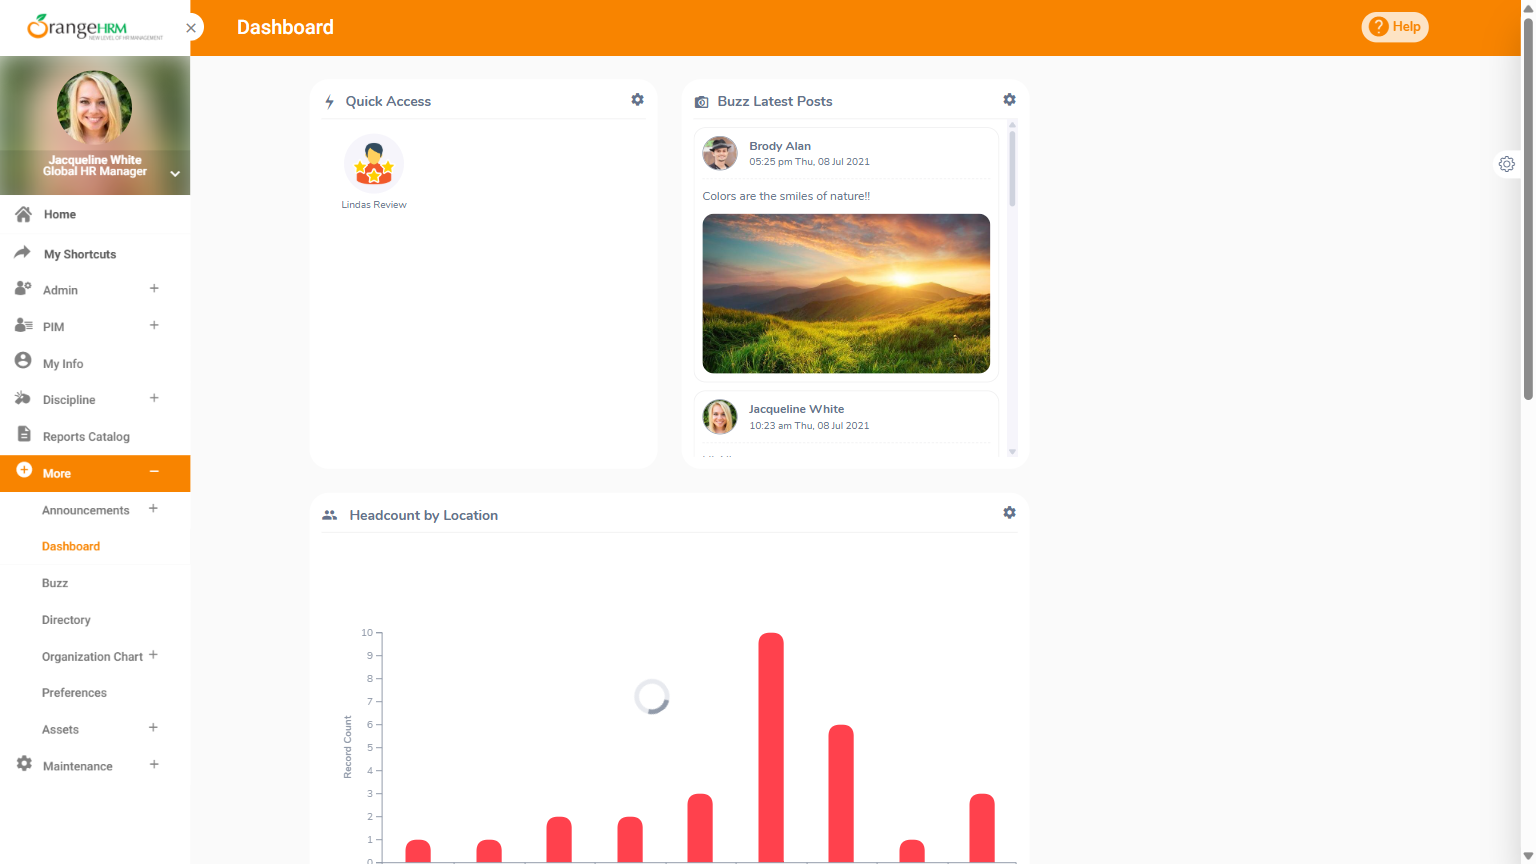 OrangeHRM
NEW LEVEL OF HR MANAGEMENT
Dashboard
Help
Jacqueline White
Global HR Manager
Home
My Shortcuts
Admin
PIM
My Info
Discipline
Reports Catalog
More
Announcements
Dashboard
Buzz
Directory
Organization Chart
Preferences
Assets
Maintenance
Quick Access
Lindas Review
Buzz Latest Posts
Brody Alan
05:25 pm Thu, 08 Jul 2021
Colors are the smiles of nature!!
Jacqueline White
10:23 am Thu, 08 Jul 2021
Headcount by Location
Record Count
10
9
8
7
6
5
4
3
2
1
0